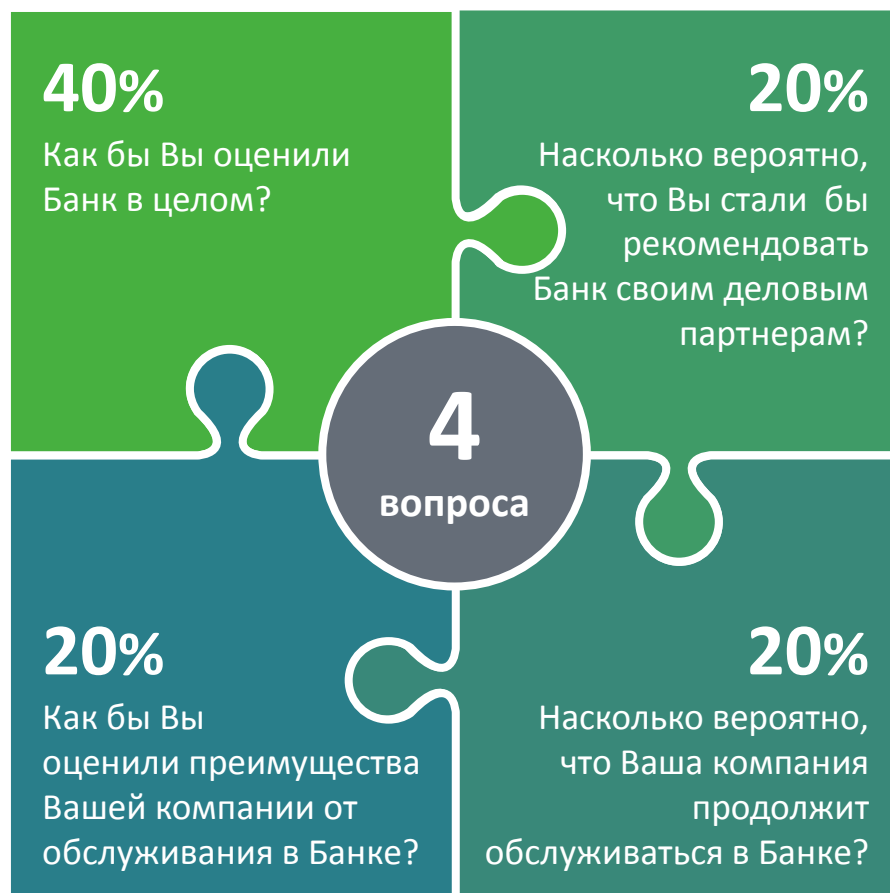 40%
Как бы Вы оценили
Банк в целом?
20%
Насколько вероятно,
что Вы стали  бы
рекомендовать
Банк своим деловым
партнерам?
4
вопроса
20%
Как бы Вы
оценили преимущества
Вашей компании от
обслуживания в Банке?
20%
Насколько вероятно,
что Ваша компания
продолжит
обслуживаться в Банке?